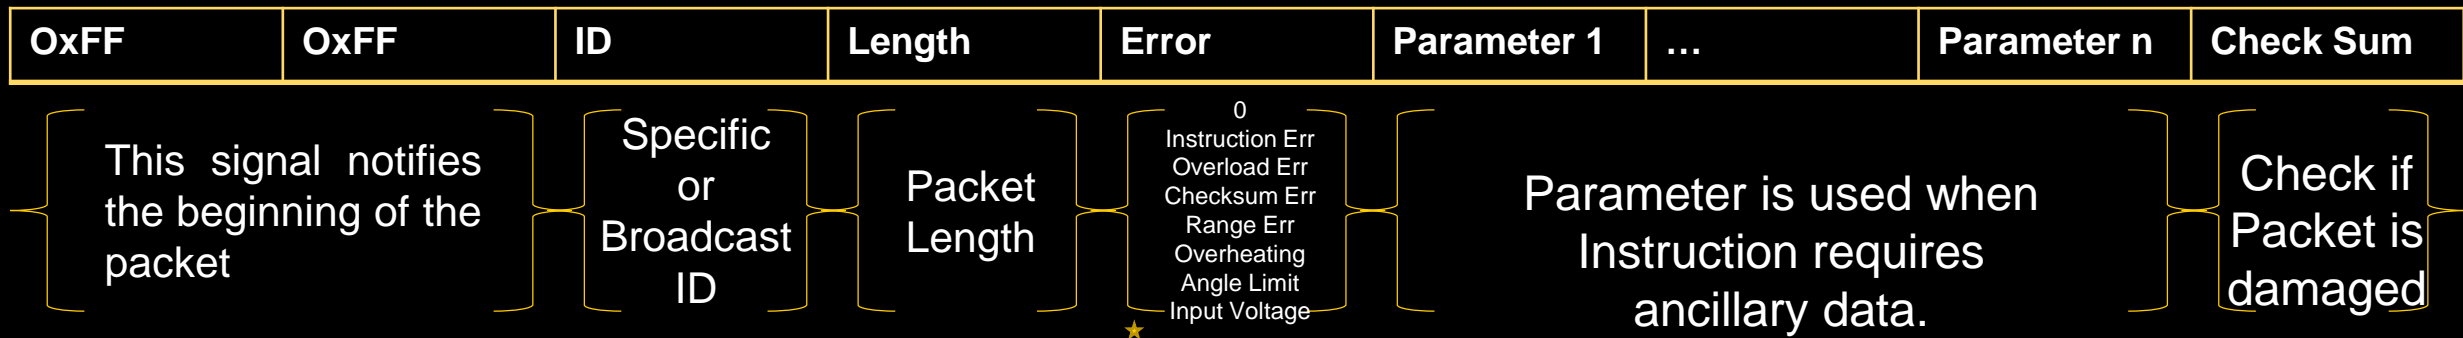 OxFF OxFF ID Length Error Parameter 1 … Parameter n Check Sum
This signal notifies
the beginning of the
packet
Specific
or
Broadcast
ID
Packet
Length
0
Instruction Err
Overload Err
Checksum Err
Range Err
Overheating
Angle Limit
Input Voltage
Parameter is used when
Instruction requires
ancillary data.
Check if
Packet is
damaged